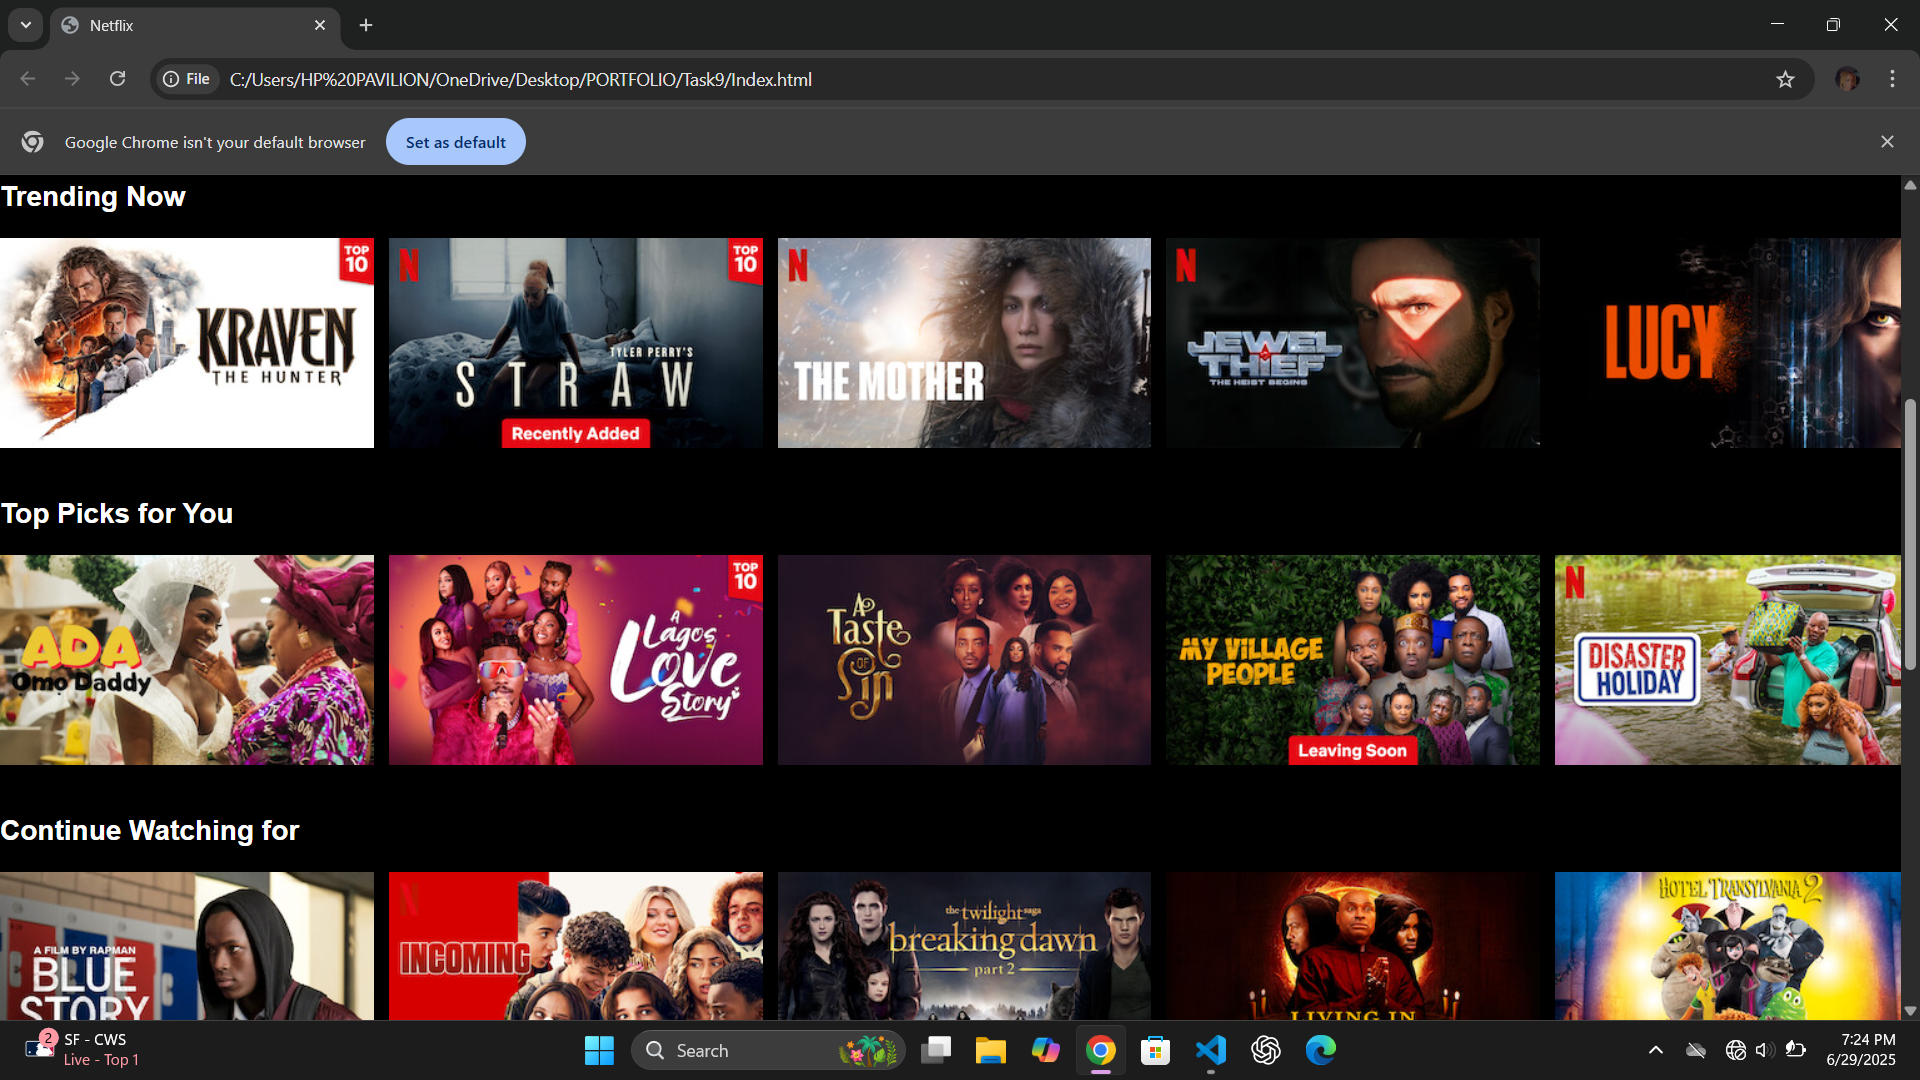 Netflix
File
C:/Users/HP%20PAVILION/OneDrive/Desktop/PORTFOLIO/Task9/Index.html
Google Chrome isn't your default browser
Set as default
Trending Now
TOP
10
KRAVEN
THE HUNTER
N
TOP
10
TYLER PERRY'S
STRAW
Recently Added
N
THE MOTHER
N
JEWEL
THIEF
THE HEIST BEGINS
LUCY
Top Picks for You
ADA
Omo Daddy
TOP
10
A
Lagos
Love
Story
A
Taste
OF
Sin
MY VILLAGE
PEOPLE
Leaving Soon
N
DISASTER
HOLIDAY
Continue Watching for
A FILM BY RAPMAN
BLUE
STORY
N
INCOMING
the twilight saga
breaking dawn
part 2
LIVING IN
HOTEL TRANSYLVANIA 2
2
SF - CWS
Live - Top 1
Search
7:24 PM
6/29/2025